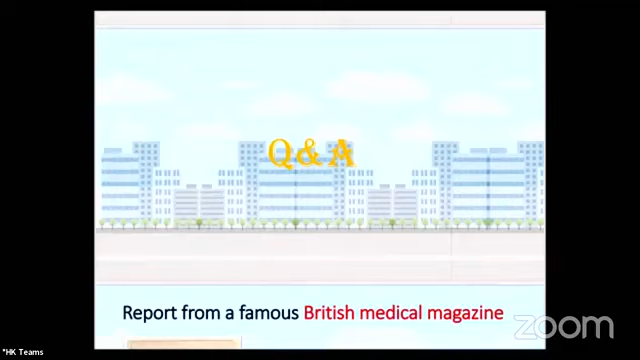 Q & A
Report from a famous British medical magazine
zoom
*HK Teams